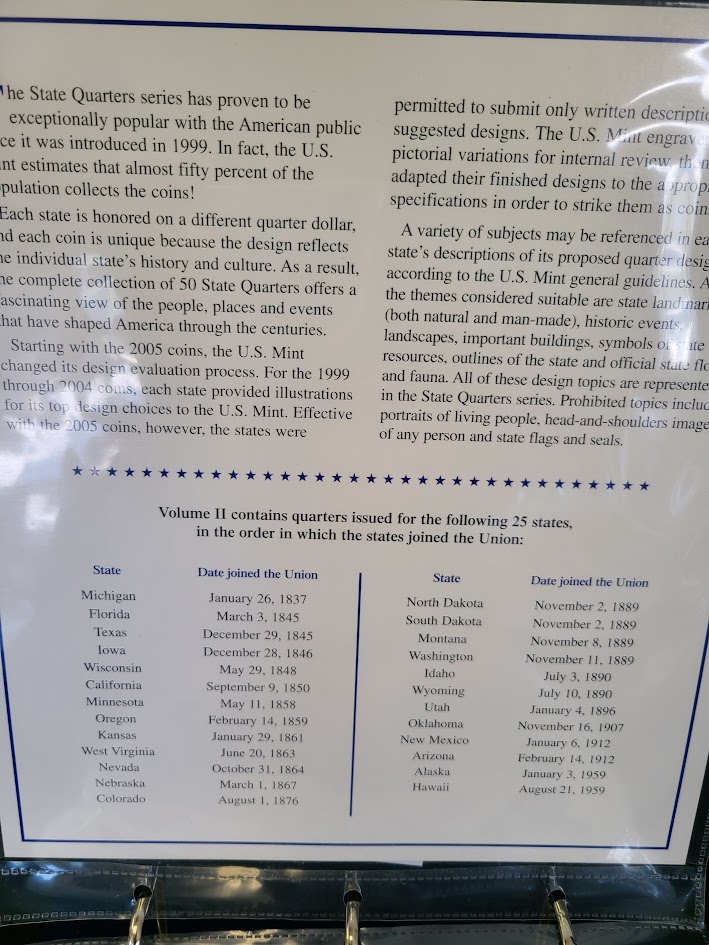 he State Quarters series has proven to be
exceptionally popular with the American public
ce it was introduced in 1999. In fact, the U.S.
nt estimates that almost fifty percent of the
pulation collects the coins!
Each state is honored on a different quarter dollar,
nd each coin is unique because the design reflects
he individual state's history and culture. As a result,
he complete collection of 50 State Quarters offers a
ascinating view of the people, places and events
hat have shaped America through the centuries.
Starting with the 2005 coins, the U.S. Mint
changed its design evaluation process. For the 1999
through 2004 coins, each state provided illustrations
for its top design choices to the U.S. Mint. Effective
with the 2005 coins, however, the states were
permitted to submit only written descriptio
suggested designs. The U.S. Mint engrave
pictorial variations for internal review, then
adapted their finished designs to the approp
specifications in order to strike them as coin
A variety of subjects may be referenced in ea
state's descriptions of its proposed quarter desig
according to the U.S. Mint general guidelines. A
the themes considered suitable are state landmar
(both natural and man-made), historic events,
landscapes, important buildings, symbols of state
resources, outlines of the state and official state flo
and fauna. All of these design topics are represente
in the State Quarters series. Prohibited topics includ
portraits of living people, head-and-shoulders image
of any person and state flags and seals.
Volume II contains quarters issued for the following 25 states,
in the order in which the states joined the Union:
State Date joined the Union
Michigan January 26, 1837
Florida March 3, 1845
Texas December 29, 1845
Iowa December 28, 1846
Wisconsin May 29, 1848
California September 9, 1850
Minnesota May 11, 1858
Oregon February 14, 1859
Kansas January 29, 1861
West Virginia June 20, 1863
Nevada October 31, 1864
Nebraska March 1, 1867
Colorado August 1, 1876
State Date joined the Union
North Dakota November 2, 1889
South Dakota November 2, 1889
Montana November 8, 1889
Washington November 11, 1889
Idaho July 3, 1890
Wyoming July 10, 1890
Utah January 4, 1896
Oklahoma November 16, 1907
New Mexico January 6, 1912
Arizona February 14, 1912
Alaska January 3, 1959
Hawaii August 21, 1959